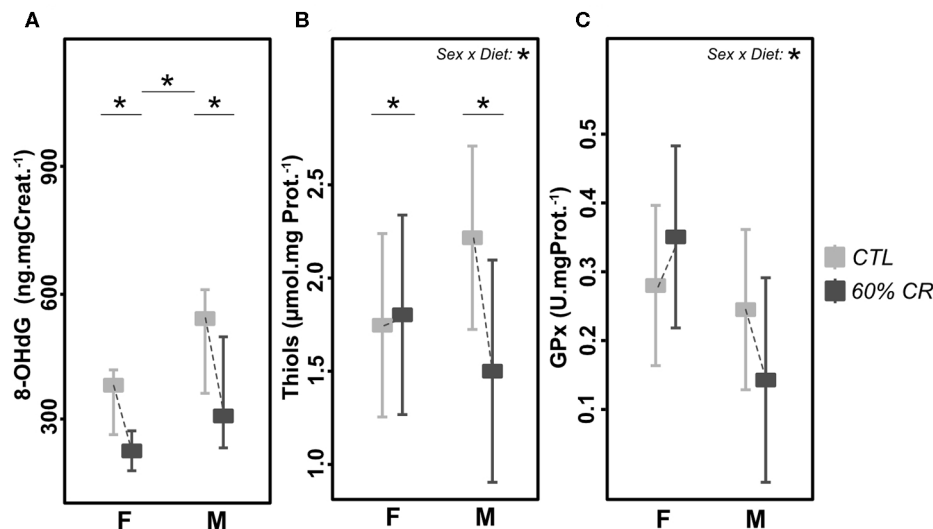 A
8-OHdG (ng.mgCreat.⁻¹)
300
600
900
*
*
*
F
M
B
Sex x Diet: *
Thiols (µmol.mg Prot.⁻¹)
1.0
1.5
2.0
2.5
*
*
F
M
C
Sex x Diet: *
GPx (U.mgProt.⁻¹)
0.1
0.2
0.3
0.4
0.5
F
M
CTL
60% CR